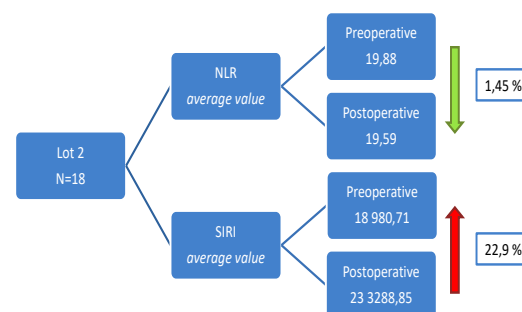 Preoperative
19,88
NLR
average value
1,45 %
Postoperative
19,59
Lot 2
N=18
Preoperative
18 980,71
SIRI
average value
22,9 %
Postoperative
23 3288,85